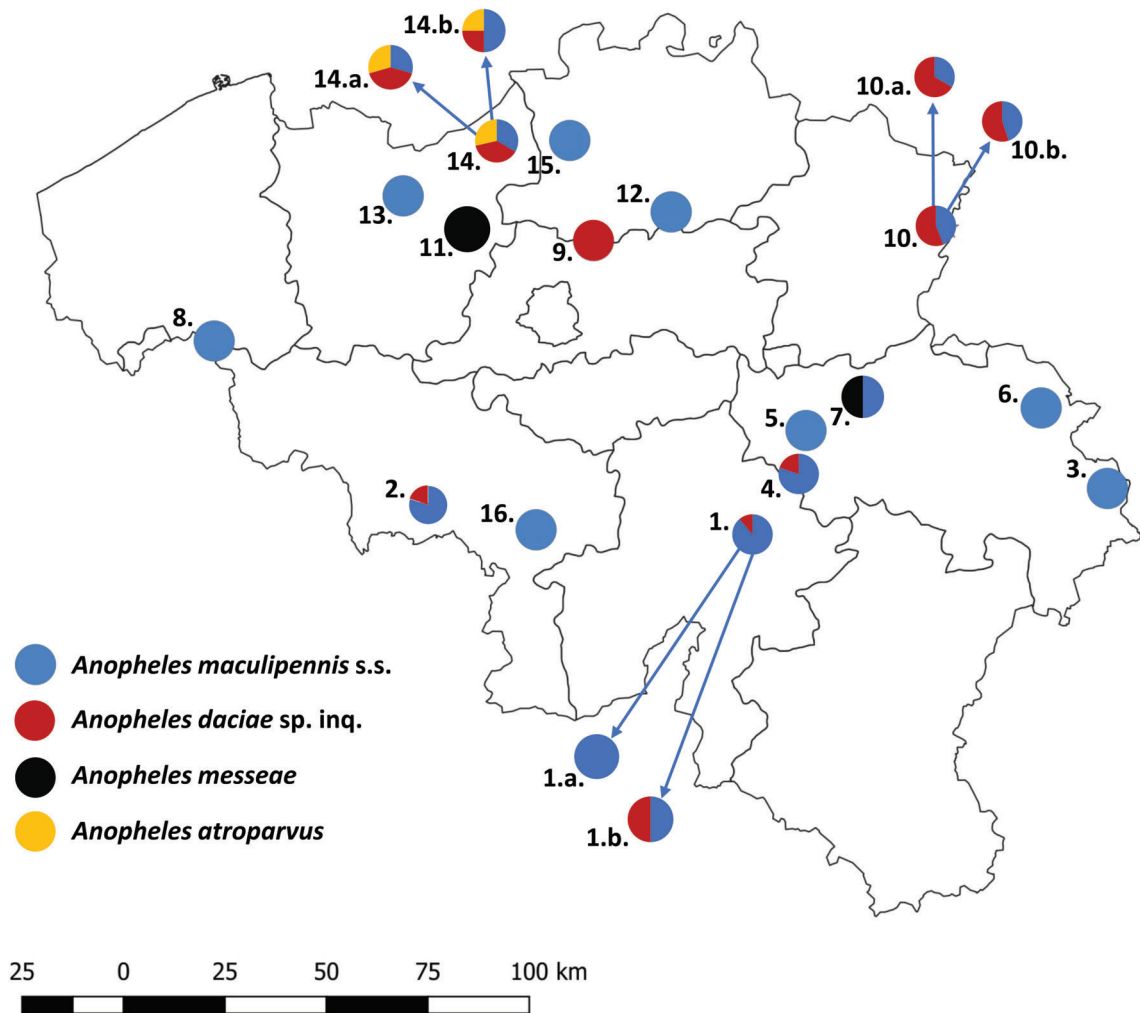 14.b.
14.a.
10.a.
14.
15.
10.b.
12.
13.
11.
9.
10.
8.
6.
5.
7.
3.
4.
2.
16.
1.
Anopheles maculipennis s.s.
Anopheles daciae sp. inq.
Anopheles messeae
1.a.
Anopheles atroparvus
1.b.
25 0 25 50 75 100 km